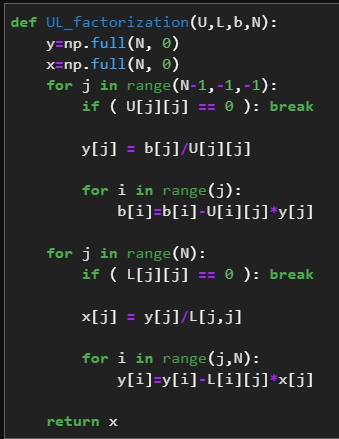 def UL_factorization(U,L,b,N):
    y=np.full(N, 0)
    x=np.full(N, 0)
    for j in range(N-1,-1,-1):
        if ( U[j][j] == 0 ): break
        y[j] = b[j]/U[j][j]
        for i in range(j):
            b[i]=b[i]-U[i][j]*y[j]
    for j in range(N):
        if ( L[j][j] == 0 ): break
        x[j] = y[j]/L[j,j]
        for i in range(j,N):
            y[i]=y[i]-L[i][j]*x[j]
    return x